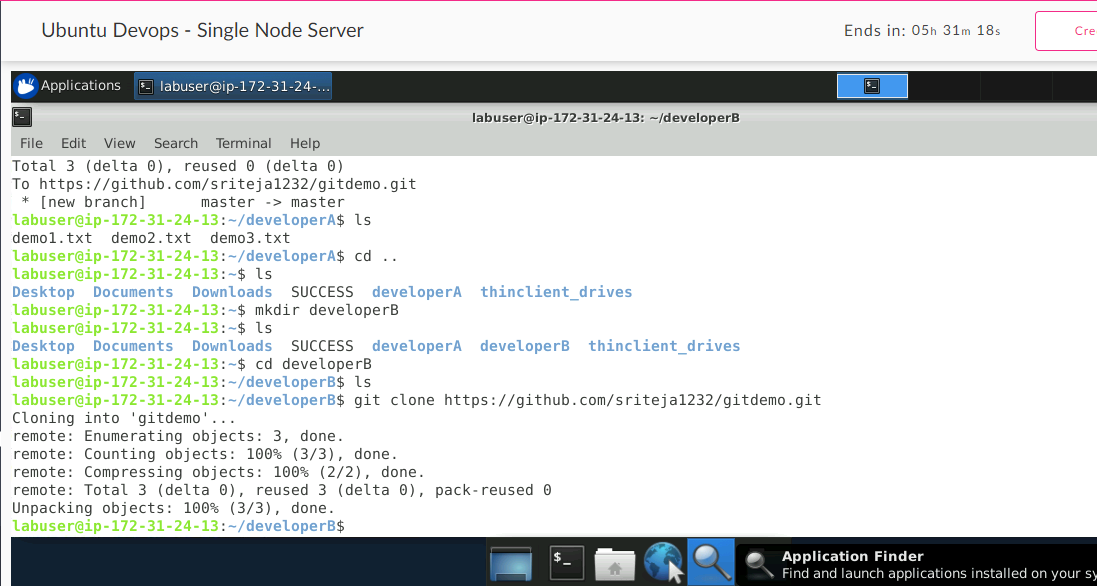 Ubuntu Devops - Single Node Server
Ends in: 05h 31m 18s
Cre
Applications
labuser@ip-172-31-24-...
labuser@ip-172-31-24-13: ~/developerB
File Edit View Search Terminal Help
Total 3 (delta 0), reused 0 (delta 0)
To https://github.com/sriteja1232/gitdemo.git
 * [new branch]      master -> master
labuser@ip-172-31-24-13:~/developerA$ ls
demo1.txt  demo2.txt  demo3.txt
labuser@ip-172-31-24-13:~/developerA$ cd ..
labuser@ip-172-31-24-13:~$ ls
Desktop  Documents  Downloads  SUCCESS  developerA  thinclient_drives
labuser@ip-172-31-24-13:~$ mkdir developerB
labuser@ip-172-31-24-13:~$ ls
Desktop  Documents  Downloads  SUCCESS  developerA  developerB  thinclient_drives
labuser@ip-172-31-24-13:~$ cd developerB
labuser@ip-172-31-24-13:~/developerB$ ls
labuser@ip-172-31-24-13:~/developerB$ git clone https://github.com/sriteja1232/gitdemo.git
Cloning into 'gitdemo'...
remote: Enumerating objects: 3, done.
remote: Counting objects: 100% (3/3), done.
remote: Compressing objects: 100% (2/2), done.
remote: Total 3 (delta 0), reused 3 (delta 0), pack-reused 0
Unpacking objects: 100% (3/3), done.
labuser@ip-172-31-24-13:~/developerB$
Application Finder
Find and launch applications installed on your sy